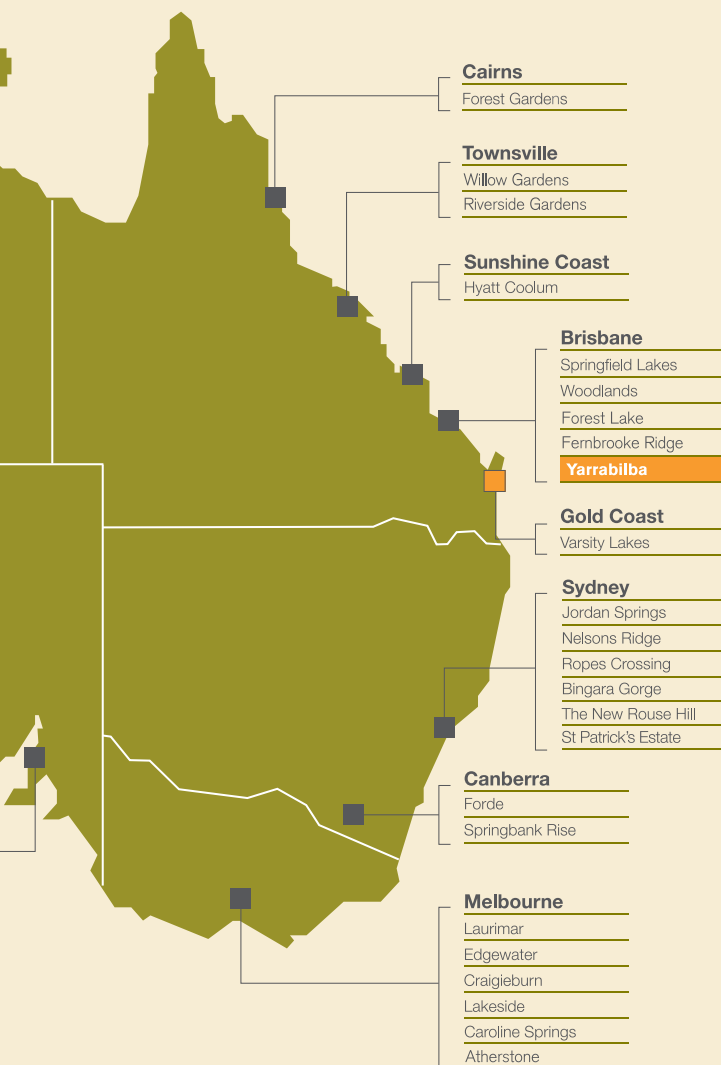 Cairns
Forest Gardens
Townsville
Willow Gardens
Riverside Gardens
Sunshine Coast
Hyatt Coolum
Brisbane
Springfield Lakes
Woodlands
Forest Lake
Fernbrooke Ridge
Yarrabilba
Gold Coast
Varsity Lakes
Sydney
Jordan Springs
Nelsons Ridge
Ropes Crossing
Bingara Gorge
The New Rouse Hill
St Patrick's Estate
Canberra
Forde
Springbank Rise
Melbourne
Laurimar
Edgewater
Craigieburn
Lakeside
Caroline Springs
Atherstone